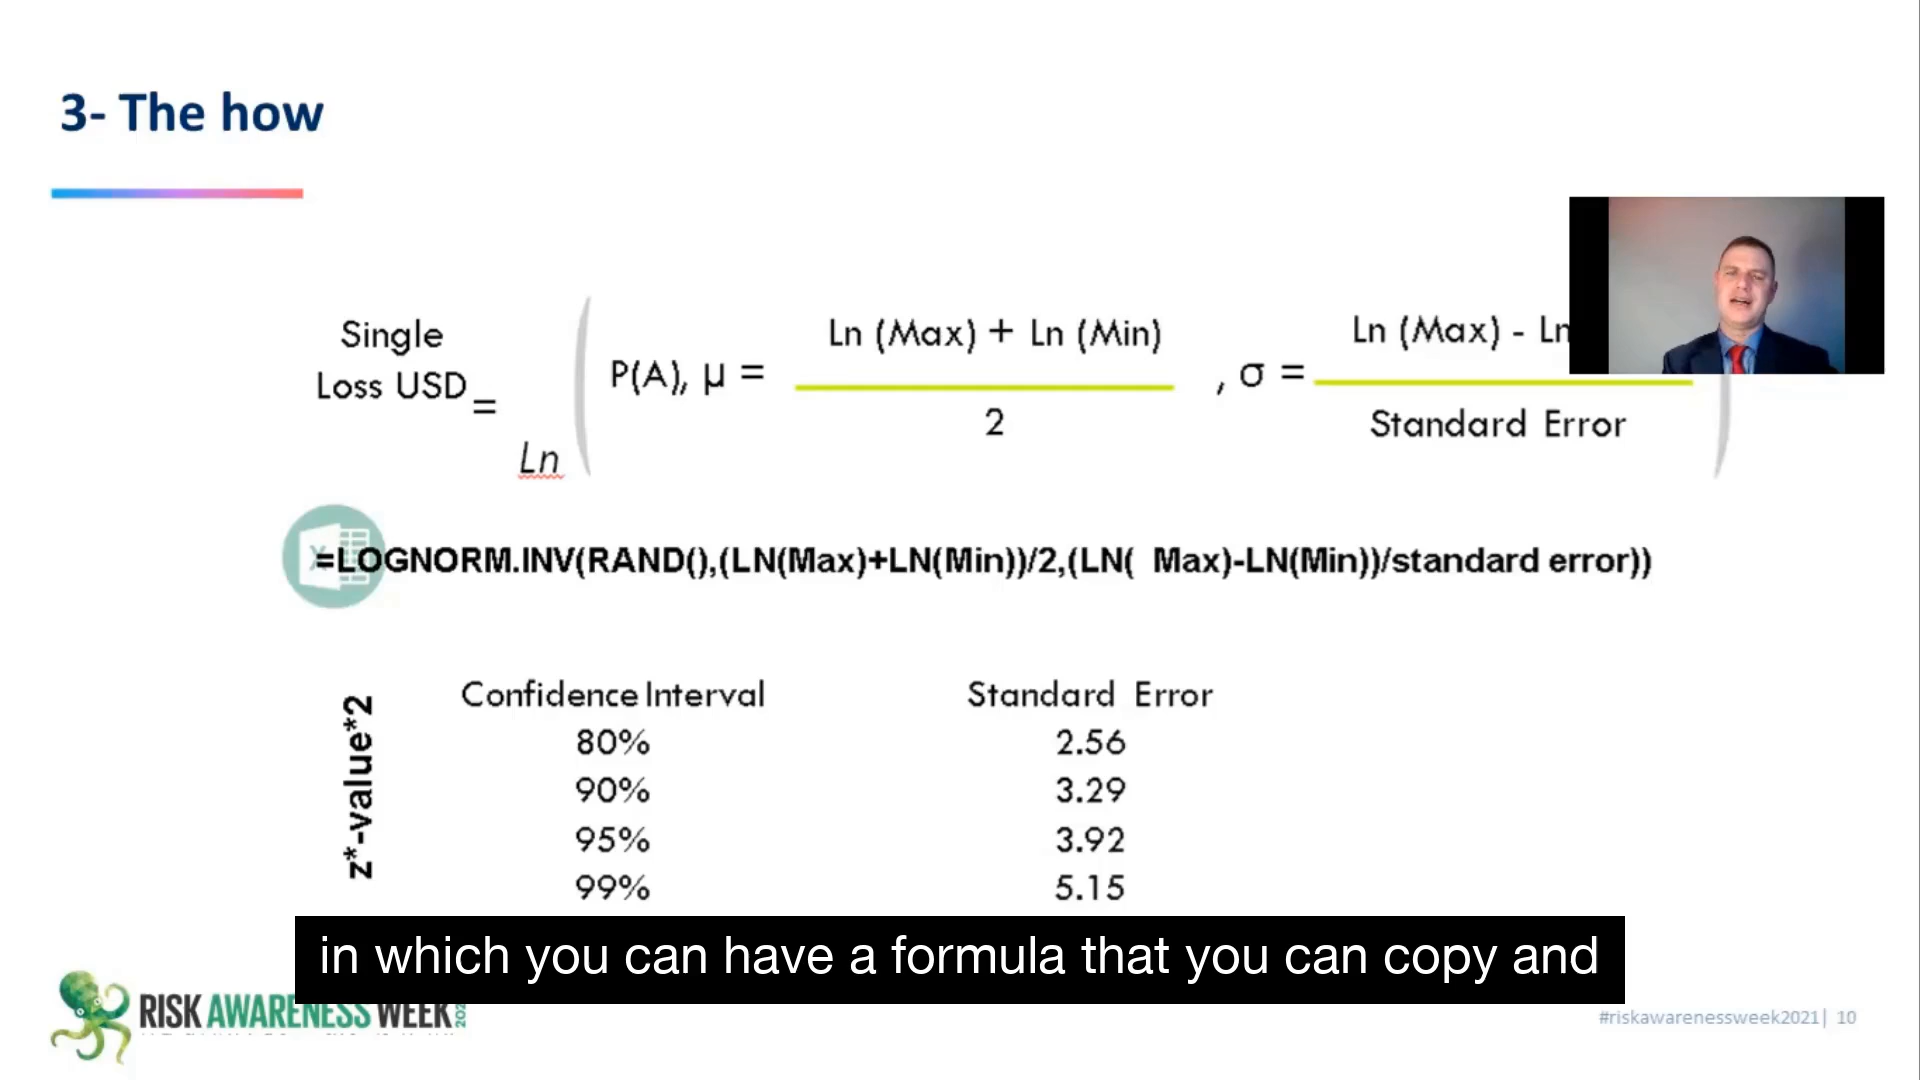 3- The how
Single
Loss USD =
Ln
P(A), μ =
Ln (Max) + Ln (Min)
2
, σ =
Ln (Max) - Ln
Standard Error
=LOGNORM.INV(RAND(),(LN(Max)+LN(Min))/2,(LN( Max)-LN(Min))/standard error))
z*-value*2
Confidence Interval Standard Error
80% 2.56
90% 3.29
95% 3.92
99% 5.15
in which you can have a formula that you can copy and
RISK AWARENESS WEEK
#riskawarenessweek2021| 10